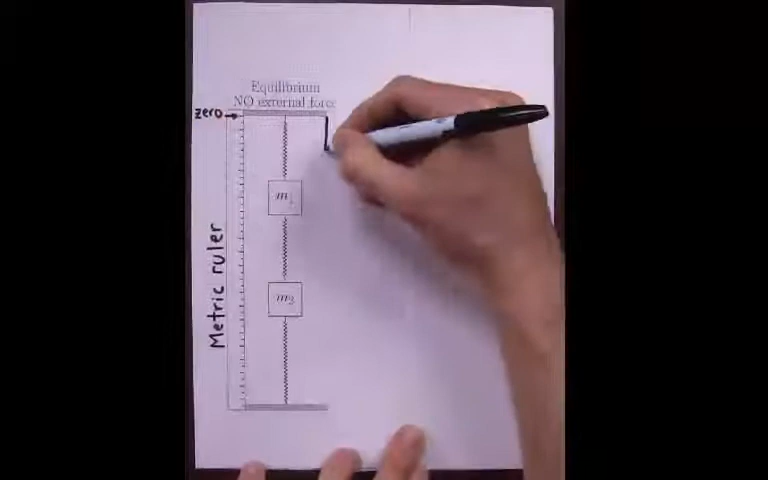 Equilibrium
NO external force
zero
m₁
Metric ruler
m₂